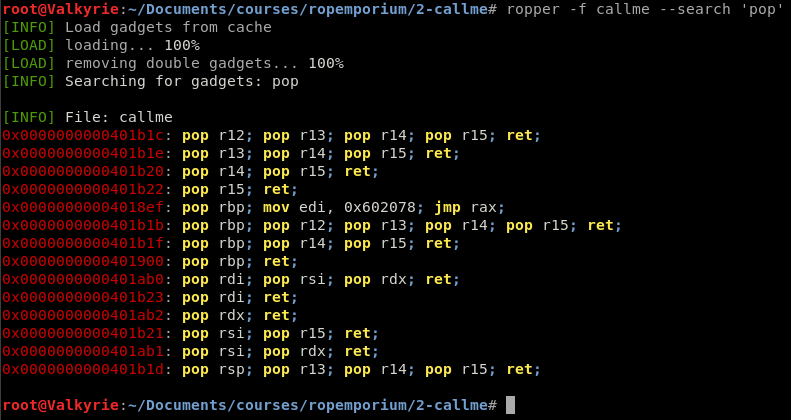 root@Valkyrie:~/Documents/courses/ropemporium/2-callme# ropper -f callme --search 'pop'
[INFO] Load gadgets from cache
[LOAD] loading... 100%
[LOAD] removing double gadgets... 100%
[INFO] Searching for gadgets: pop
[INFO] File: callme
0x0000000000401b1c: pop r12; pop r13; pop r14; pop r15; ret;
0x0000000000401b1e: pop r13; pop r14; pop r15; ret;
0x0000000000401b20: pop r14; pop r15; ret;
0x0000000000401b22: pop r15; ret;
0x00000000004018ef: pop rbp; mov edi, 0x602078; jmp rax;
0x0000000000401b1b: pop rbp; pop r12; pop r13; pop r14; pop r15; ret;
0x0000000000401b1f: pop rbp; pop r14; pop r15; ret;
0x0000000000401900: pop rbp; ret;
0x0000000000401ab0: pop rdi; pop rsi; pop rdx; ret;
0x0000000000401b23: pop rdi; ret;
0x0000000000401ab2: pop rdx; ret;
0x0000000000401b21: pop rsi; pop r15; ret;
0x0000000000401ab1: pop rsi; pop rdx; ret;
0x0000000000401b1d: pop rsp; pop r13; pop r14; pop r15; ret;
root@Valkyrie:~/Documents/courses/ropemporium/2-callme#